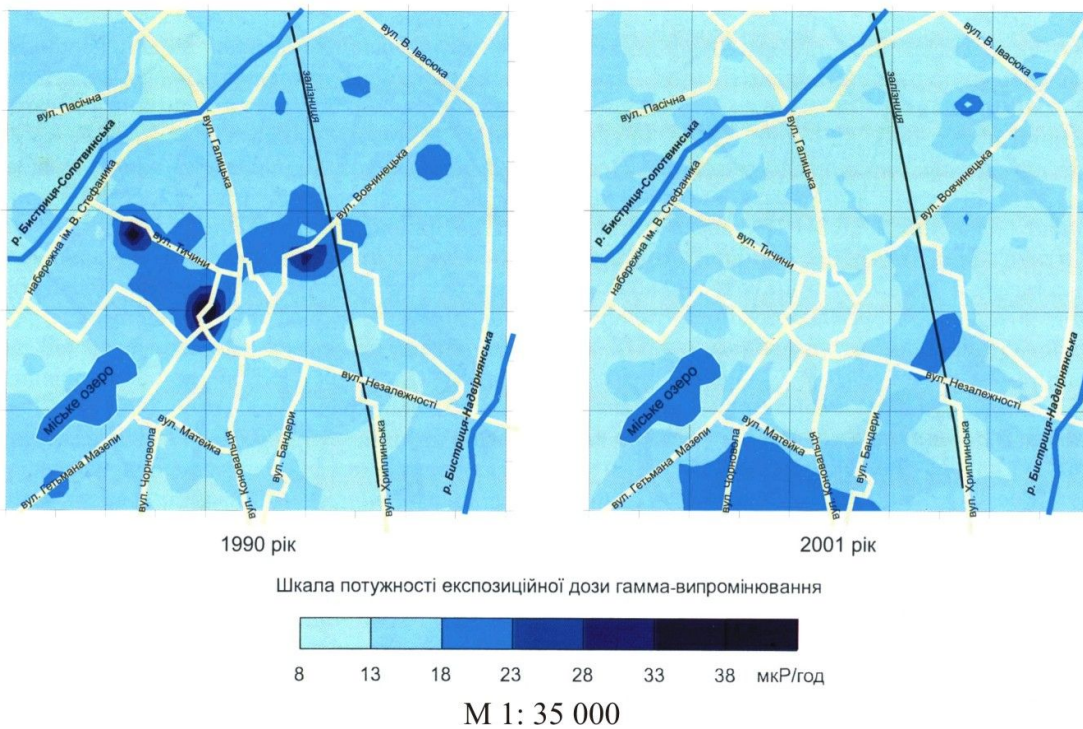 вул. В. Івасюка
залізниця
вул. Пасічна
вул. Галицька
р. Бистриця-Солотвинська
набережна ім. В. Стефаника
вул. Вовчинецька
вул. Тичини
вул. Незалежності
р. Бистриця-Надвірнянська
міське озеро
вул. Матейка
вул. Гетьмана Мазепи
вул. Чорновола
вул. Коновальця
вул. Бандери
вул. Хриплинська
1990 рік
вул. В. Івасюка
залізниця
вул. Пасічна
вул. Галицька
р. Бистриця-Солотвинська
набережна ім. В. Стефаника
вул. Вовчинецька
вул. Тичини
вул. Незалежності
р. Бистриця-Надвірнянська
міське озеро
вул. Матейка
вул. Гетьмана Мазепи
вул. Чорновола
вул. Коновальця
вул. Бандери
вул. Хриплинська
2001 рік
Шкала потужності експозиційної дози гамма-випромінювання
8 13 18 23 28 33 38 мкР/год
М 1: 35 000